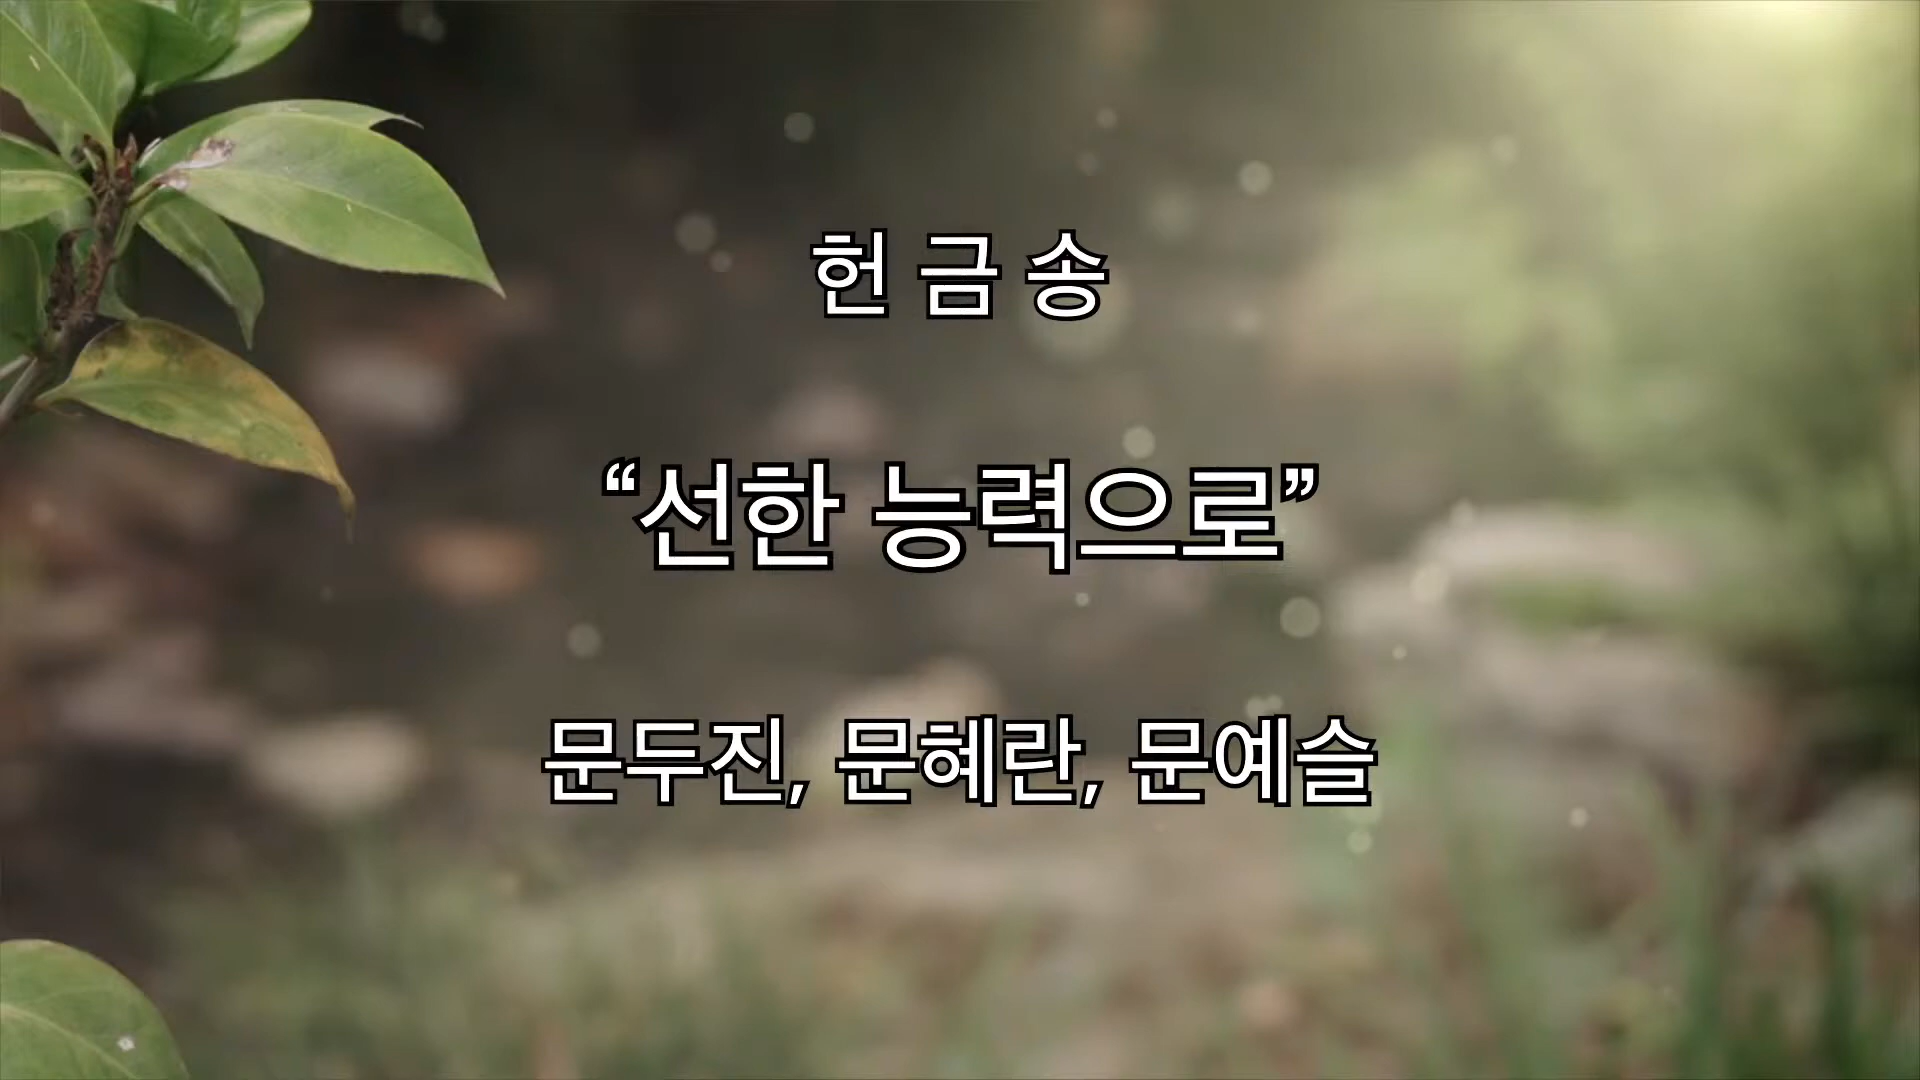 헌 금 송
“선한 능력으로”
문두진, 문혜란, 문예슬